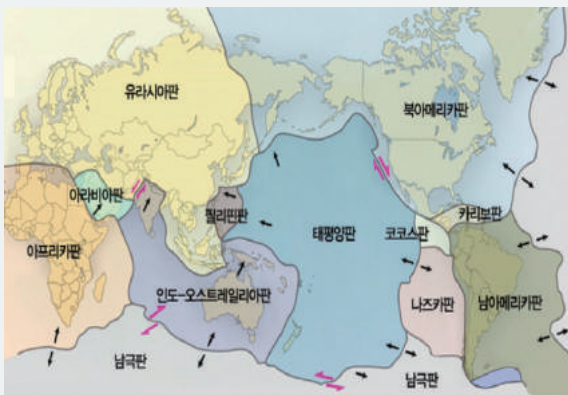 유라시아판
북아메리카판
아라비아판
필리핀판
카리브판
아프리카판
태평양판
코코스판
인도-오스트레일리아판
나즈카판
남아메리카판
남극판
남극판